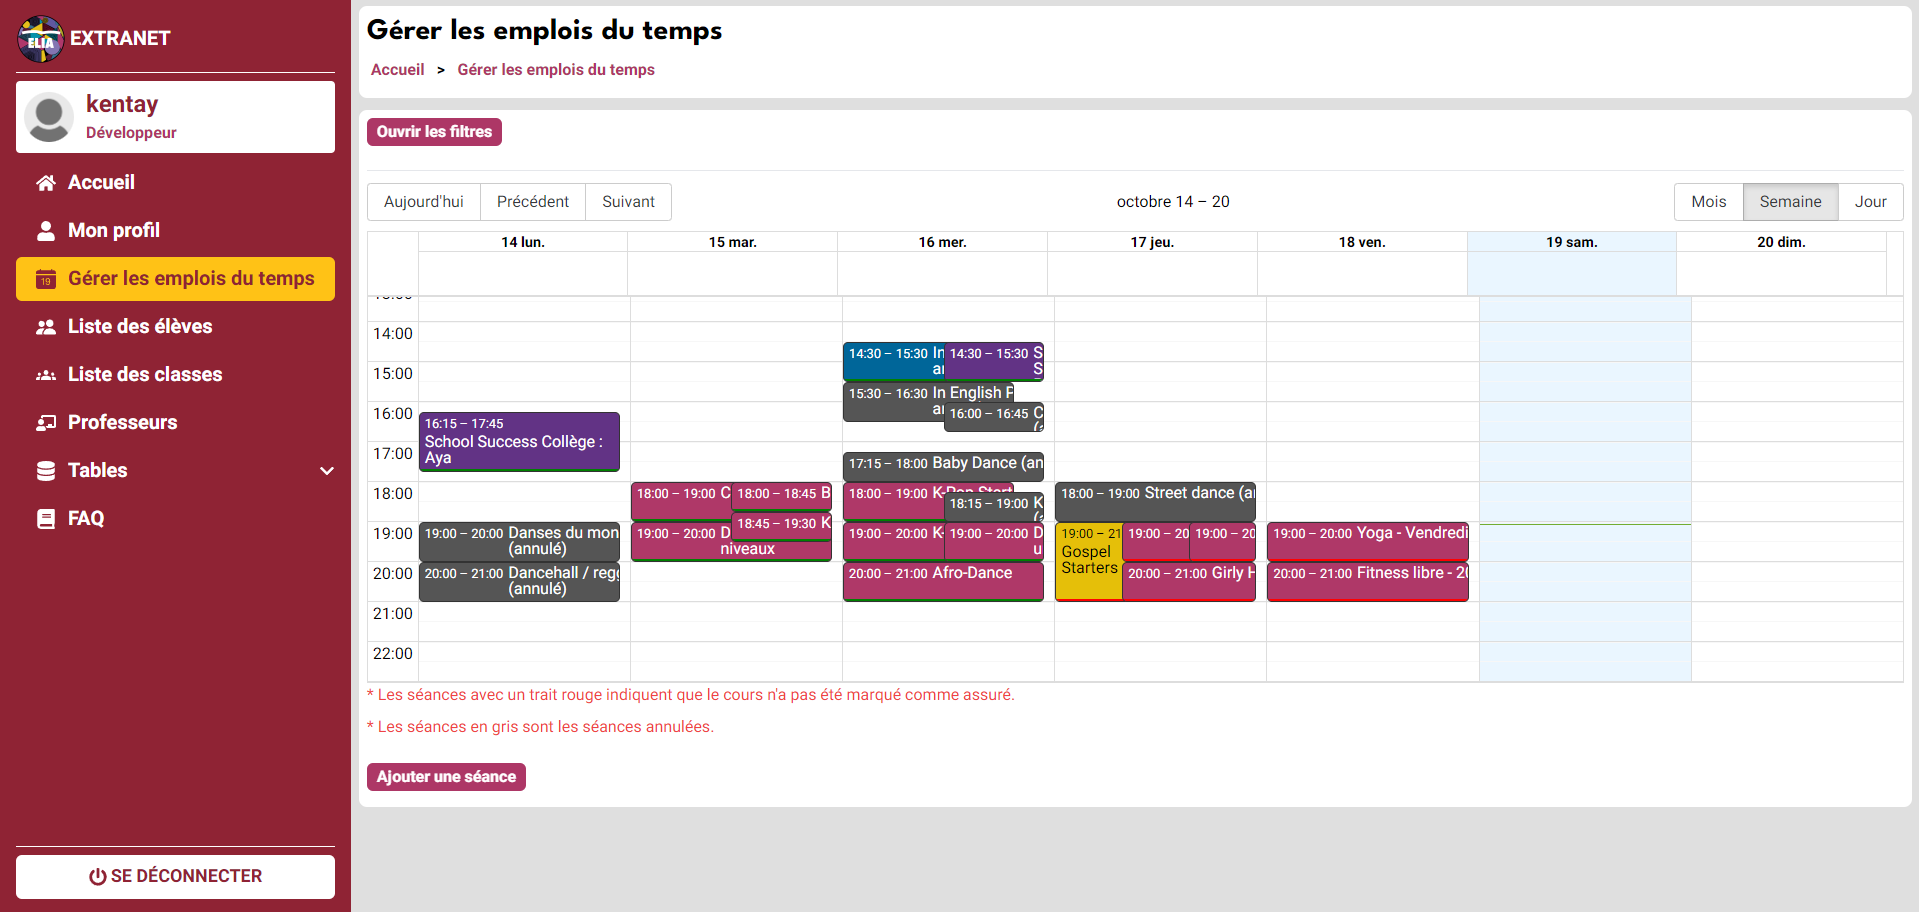 ELIA EXTRANET
kentay
Développeur
Accueil
Mon profil
19 Gérer les emplois du temps
Liste des élèves
Liste des classes
Professeurs
Tables
FAQ
SE DÉCONNECTER
Gérer les emplois du temps
Accueil > Gérer les emplois du temps
Ouvrir les filtres
Aujourd'hui Précédent Suivant
octobre 14 – 20
Mois Semaine Jour
14 lun. 15 mar. 16 mer. 17 jeu. 18 ven. 19 sam. 20 dim.
14:00
15:00
16:00
17:00
18:00
19:00
20:00
21:00
22:00
16:15 – 17:45
School Success Collège :
Aya
19:00 – 20:00 Danses du mon
(annulé)
20:00 – 21:00 Dancehall / reg
(annulé)
18:00 – 19:00 C
18:00 – 18:45 B
18:45 – 19:30 K
19:00 – 20:00 D
niveaux
14:30 – 15:30 In
14:30 – 15:30 S
S
15:30 – 16:30 In English P
16:00 – 16:45 C
17:15 – 18:00 Baby Dance (an
18:00 – 19:00 K-Pop Start
18:15 – 19:00 K
19:00 – 20:00 K-
19:00 – 20:00 D
u
20:00 – 21:00 Afro-Dance
18:00 – 19:00 Street dance (a
19:00 – 21
Gospel
Starters
19:00 – 20
19:00 – 20
20:00 – 21:00 Girly H
19:00 – 20:00 Yoga - Vendredi
20:00 – 21:00 Fitness libre - 20
* Les séances avec un trait rouge indiquent que le cours n'a pas été marqué comme assuré.
* Les séances en gris sont les séances annulées.
Ajouter une séance